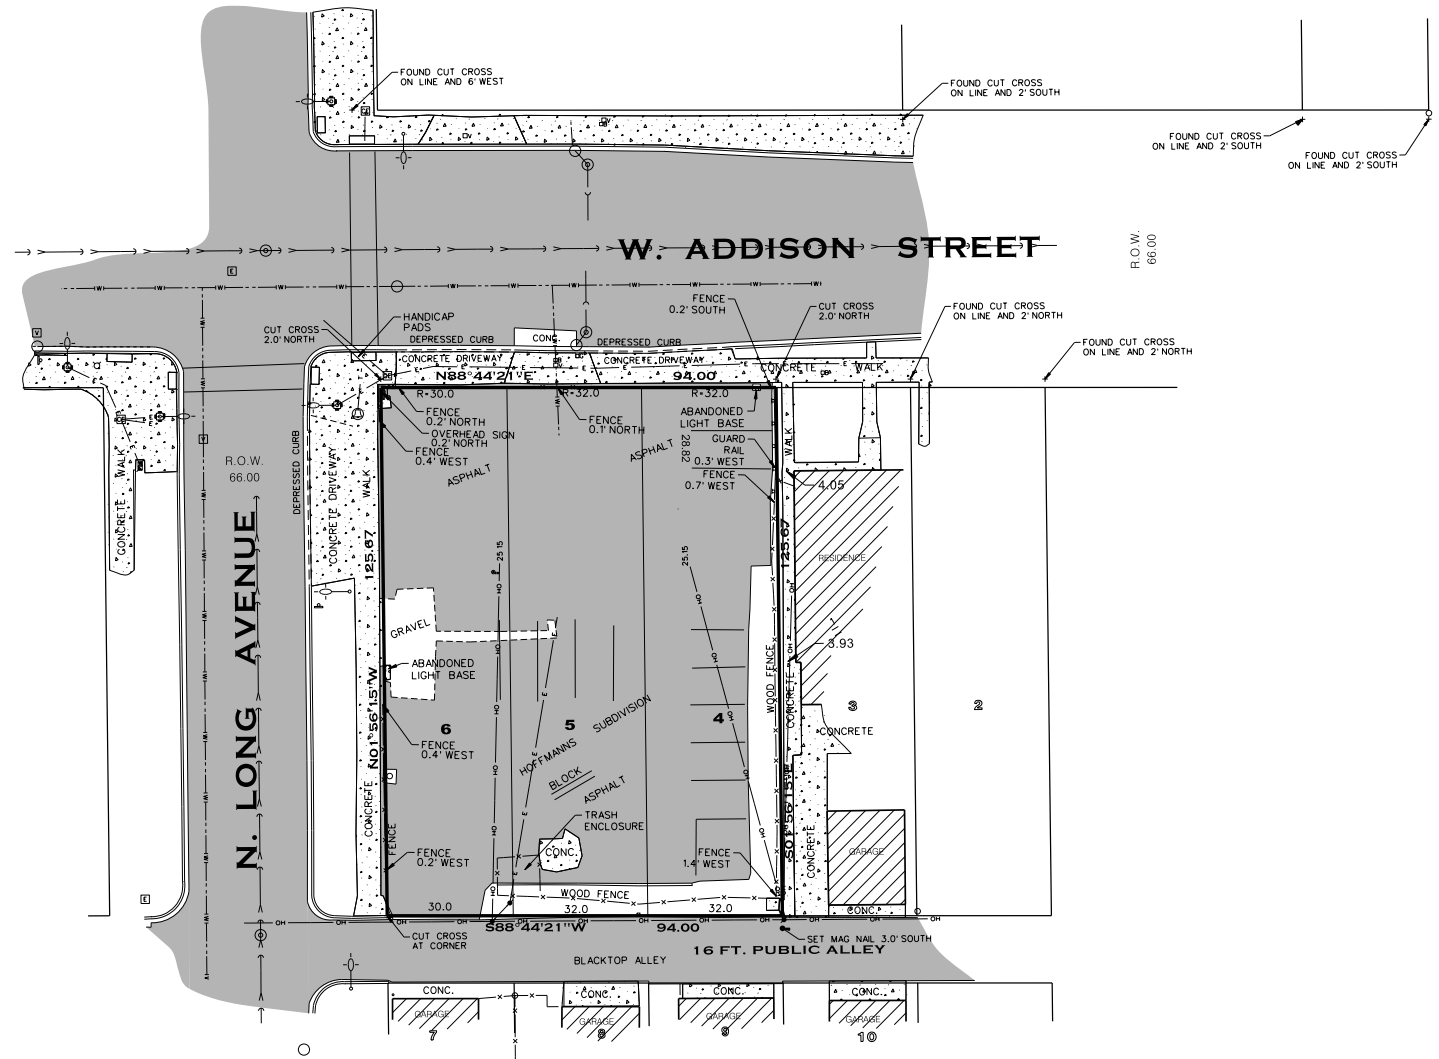 FOUND CUT CROSS
ON LINE AND 6' WEST
FOUND CUT CROSS
ON LINE AND 2' SOUTH
FOUND CUT CROSS
ON LINE AND 2' SOUTH
FOUND CUT CROSS
ON LINE AND 2' SOUTH
W. ADDISON STREET
R.O.W.
66.00
FENCE
0.2' SOUTH
CUT CROSS
2.0' NORTH
FOUND CUT CROSS
ON LINE AND 2' NORTH
FOUND CUT CROSS
ON LINE AND 2' NORTH
HANDICAP
PADS
CUT CROSS
2.0' NORTH
DEPRESSED CURB
CONC.
DEPRESSED CURB
CONCRETE DRIVEWAY
CONCRETE DRIVEWAY
CONCRETE WALK
N88°44'21"E
94.00
R=30.0
R=32.0
R=32.0
FENCE
0.2' NORTH
OVERHEAD SIGN
0.2' NORTH
FENCE
0.4' WEST
FENCE
0.1' NORTH
ABANDONED
LIGHT BASE
GUARD
RAIL
0.3' WEST
FENCE
0.7' WEST
28.82
ASPHALT
ASPHALT
WALK
WALK
4.05
R.O.W.
66.00
DEPRESSED CURB
CONCRETE DRIVEWAY
CONCRETE WALK
N. LONG AVENUE
125.67
125.67
25.15
25.15
RESIDENCE
GRAVEL
3.93
ABANDONED
LIGHT BASE
N01°56'15"W
WOOD FENCE
CONCRETE
6
5
4
3
2
HOFFMANNS SUBDIVISION
BLOCK
ASPHALT
FENCE
0.4' WEST
CONCRETE
CONCRETE
FENCE
TRASH
ENCLOSURE
CONC.
FENCE
0.2' WEST
FENCE
1.4' WEST
S01°56'15"E
CONCRETE
GARAGE
CONC.
WOOD FENCE
30.0
32.0
32.0
S88°44'21"W
94.00
CUT CROSS
AT CORNER
SET MAG NAIL 3.0' SOUTH
16 FT. PUBLIC ALLEY
BLACKTOP ALLEY
CONC.
CONC.
CONC.
CONC.
GARAGE
GARAGE
GARAGE
GARAGE
7
8
9
10